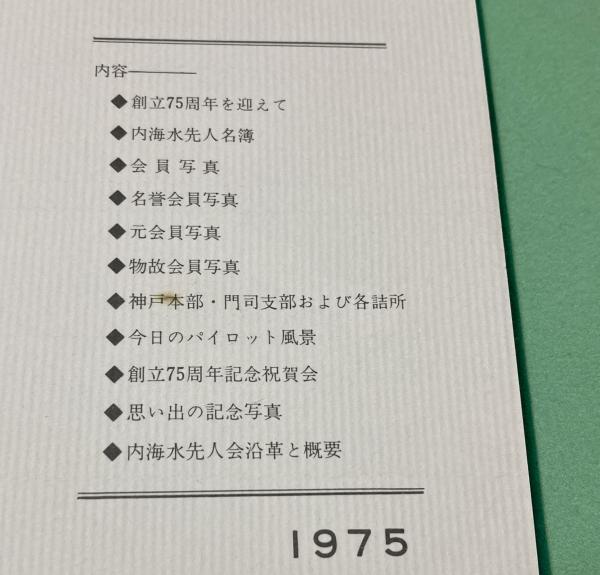 内容————
◆創立75周年を迎えて
◆内海水先人名簿
◆会員写真
◆名誉会員写真
◆元会員写真
◆物故会員写真
◆神戸本部・門司支部および各詰所
◆今日のパイロット風景
◆創立75周年記念祝賀会
◆思い出の記念写真
◆内海水先人会沿革と概要
1975